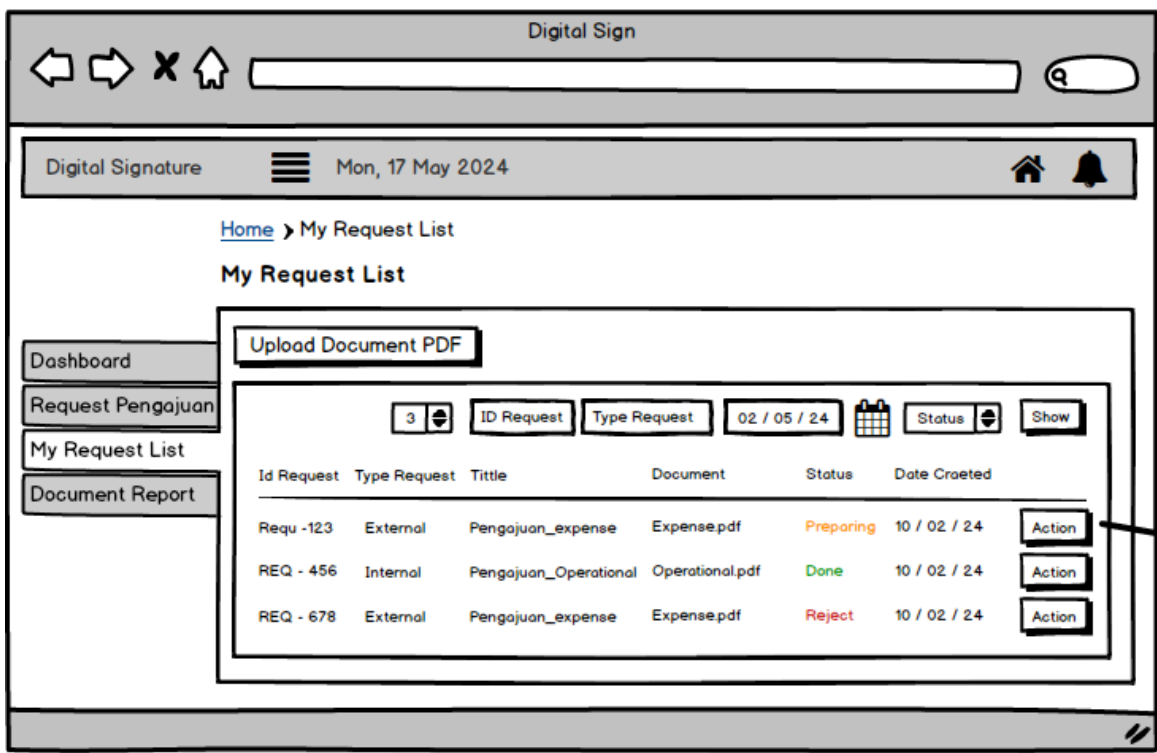 Digital Sign
Digital Signature Mon, 17 May 2024
Home > My Request List
My Request List
Upload Document PDF
Dashboard
Request Pengajuan
My Request List
Document Report
3 ID Request Type Request 02 / 05 / 24 Status Show
Id Request Type Request Tittle Document Status Date Craeted
Requ -123 External Pengajuan_expense Expense.pdf Preparing 10 / 02 / 24 Action
REQ - 456 Internal Pengajuan_Operational Operational.pdf Done 10 / 02 / 24 Action
REQ - 678 External Pengajuan_expense Expense.pdf Reject 10 / 02 / 24 Action